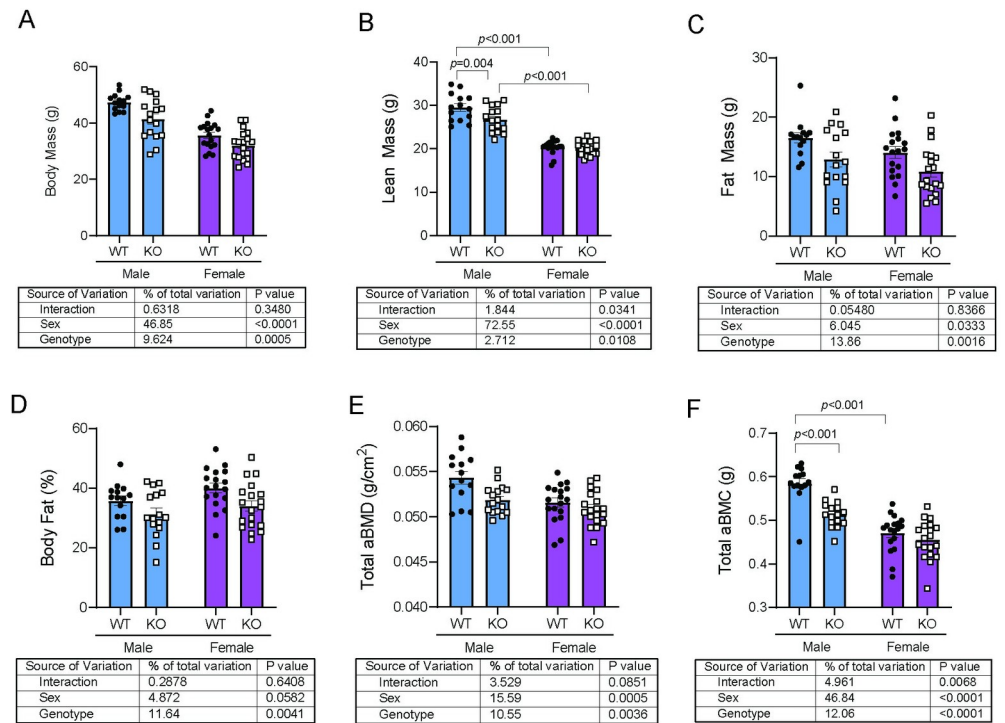 A
Body Mass (g)
80
60
40
20
0
WT KO WT KO
Male Female
Source of Variation % of total variation P value
Interaction 0.6318 0.3480
Sex 46.85 <0.0001
Genotype 9.624 0.0005
B
p<0.001
p=0.004
p<0.001
Lean Mass (g)
40
30
20
10
0
WT KO WT KO
Male Female
Source of Variation % of total variation P value
Interaction 1.844 0.0341
Sex 72.55 <0.0001
Genotype 2.712 0.0108
C
Fat Mass (g)
30
20
10
0
WT KO WT KO
Male Female
Source of Variation % of total variation P value
Interaction 0.05480 0.8366
Sex 6.045 0.0333
Genotype 13.86 0.0016
D
Body Fat (%)
60
40
20
0
WT KO WT KO
Male Female
Source of Variation % of total variation P value
Interaction 0.2878 0.6408
Sex 4.872 0.0582
Genotype 11.64 0.0041
E
Total aBMD (g/cm²)
0.060
0.055
0.050
0.045
0.040
WT KO WT KO
Male Female
Source of Variation % of total variation P value
Interaction 3.529 0.0851
Sex 15.59 0.0005
Genotype 10.55 0.0036
F
p<0.001
p<0.001
Total aBMC (g)
0.7
0.6
0.5
0.4
0.3
WT KO WT KO
Male Female
Source of Variation % of total variation P value
Interaction 4.961 0.0068
Sex 46.84 <0.0001
Genotype 12.06 <0.0001